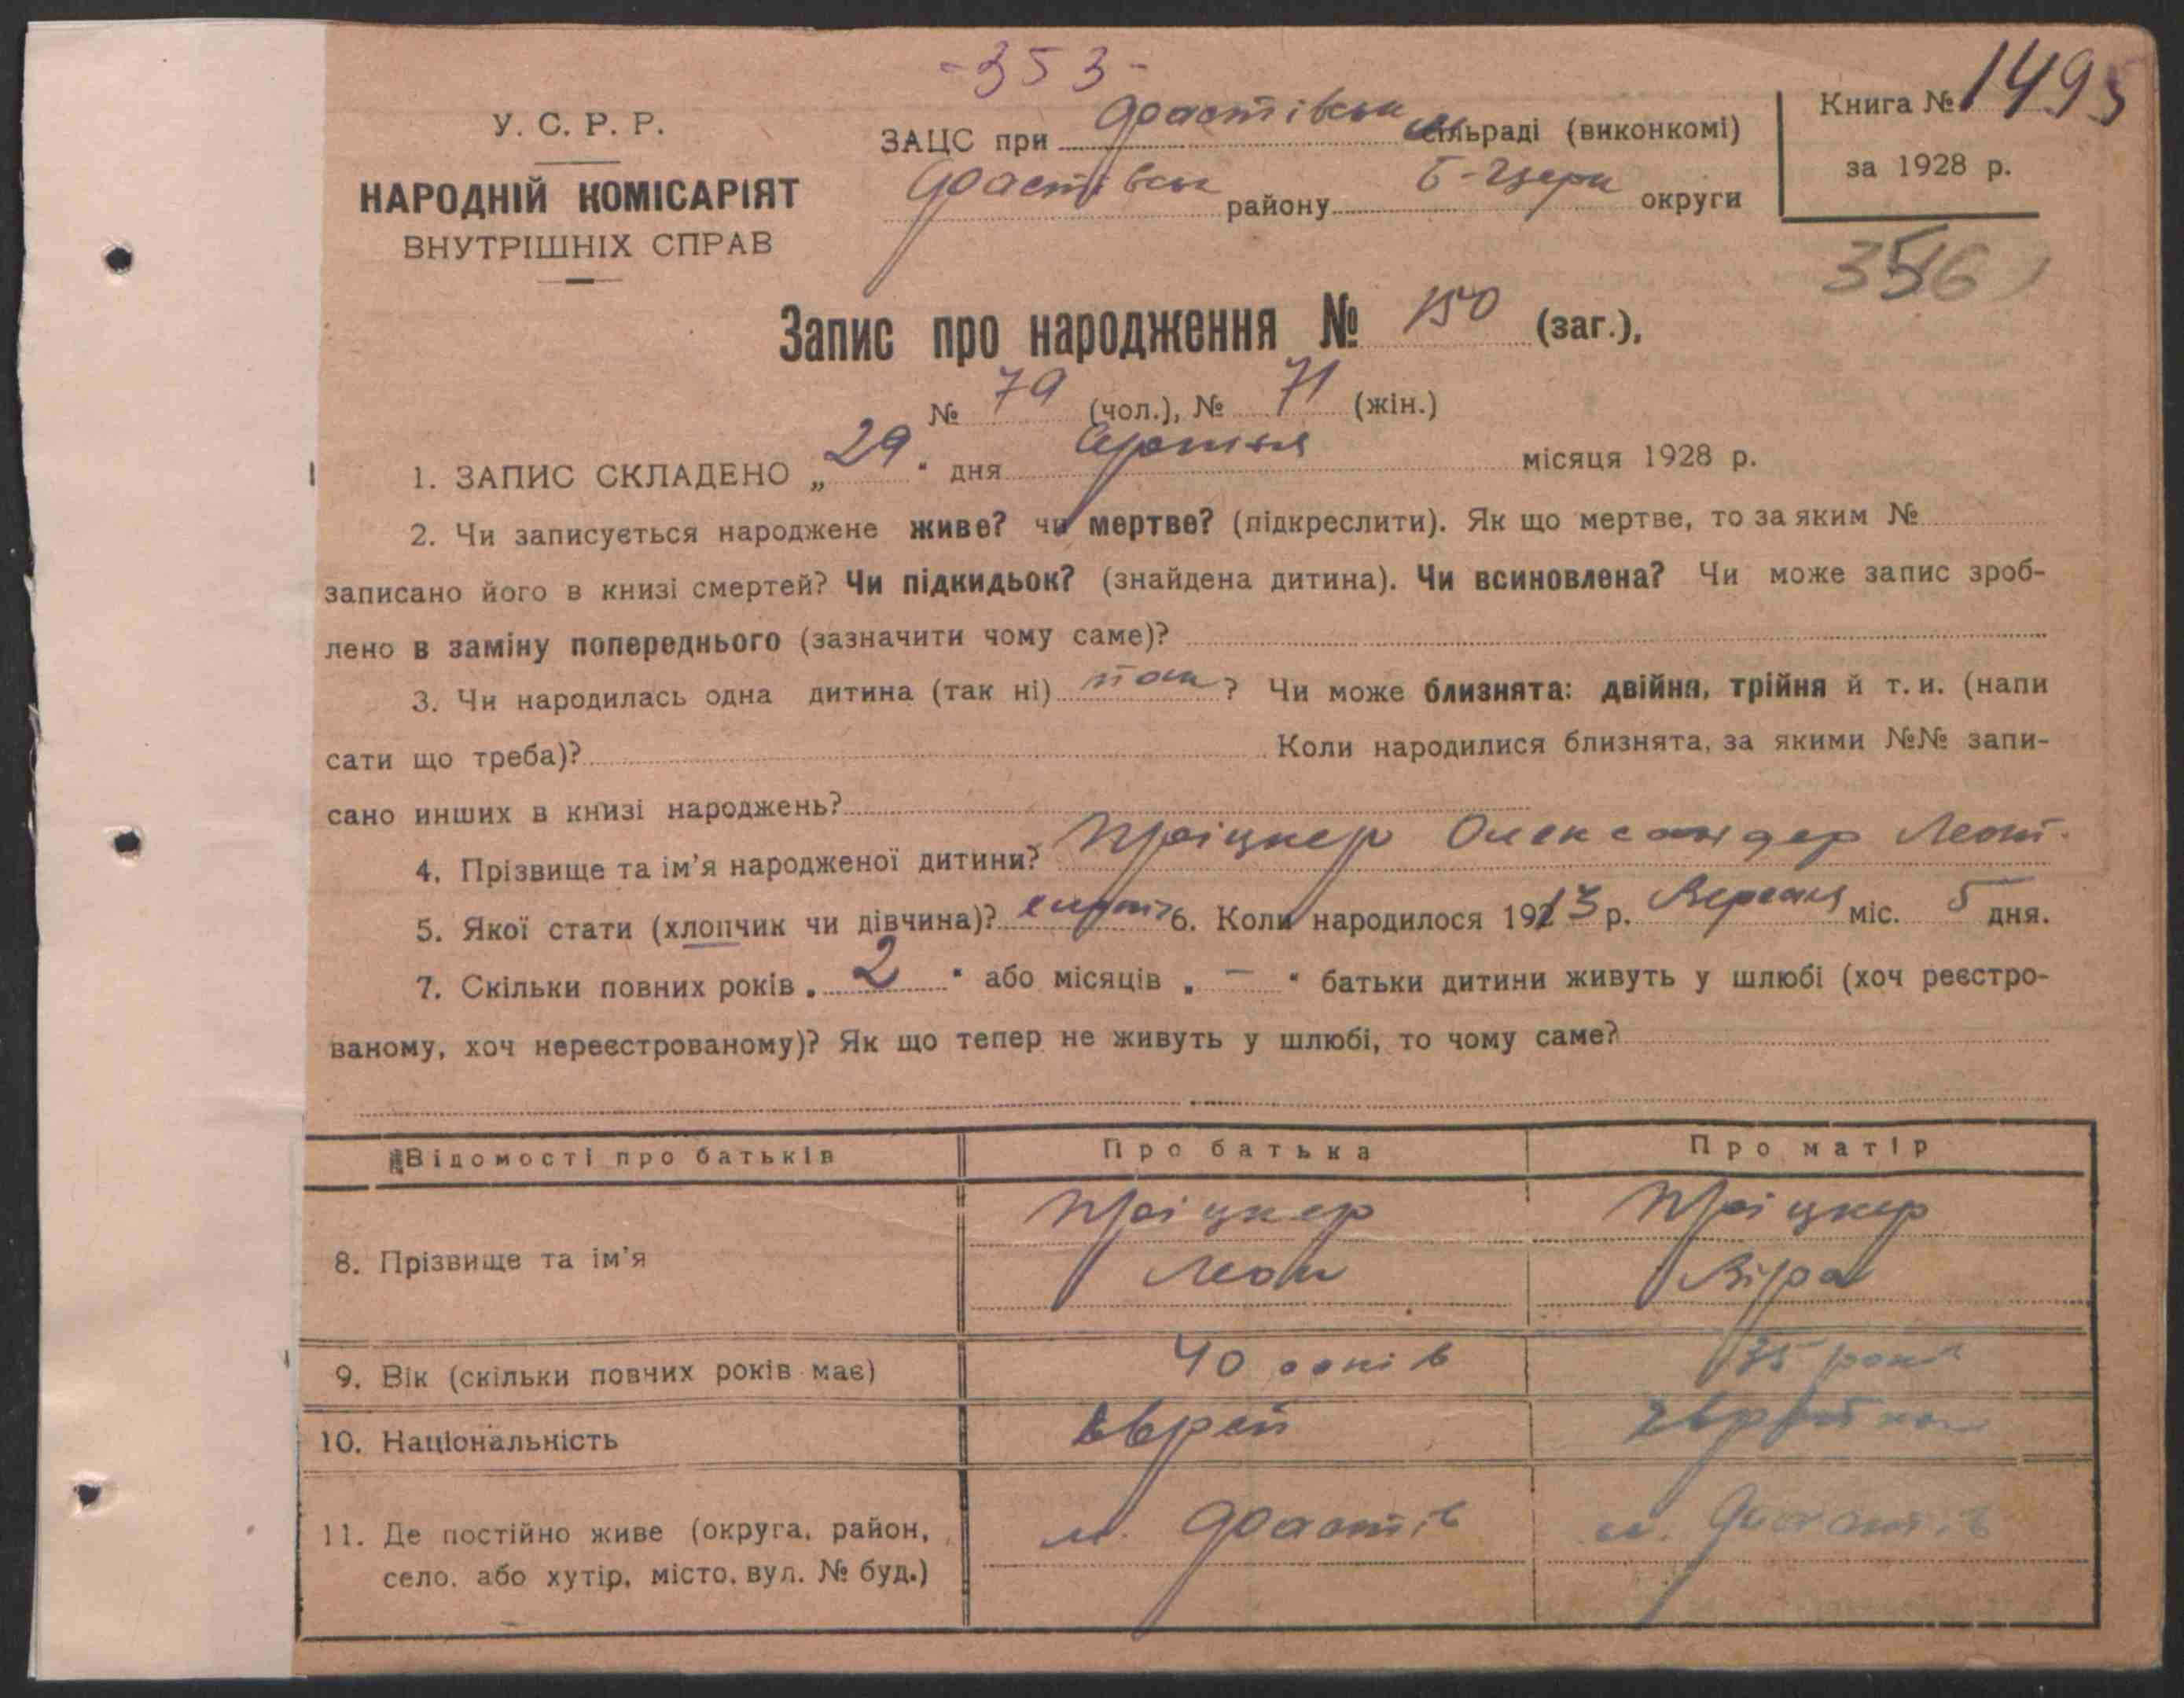 - 353 -
У. С. Р. Р.
НАРОДНІЙ КОМІСАРІЯТ
ВНУТРІШНІХ СПРАВ
ЗАЦС при Фастівськ сільраді (виконкомі)
Фастівськ району Б-Церк округи
Книга № 1495
за 1928 р.
Запис про народження № 150 (заг.),
№ 79 (чол.), № 71 (жін.)
1. ЗАПИС СКЛАДЕНО „ 29 “ дня Серпня місяця 1928 р.
2. Чи записується народжене живе? чи мертве? (підкреслити). Як що мертве, то за яким №
записано його в книзі смертей? Чи підкидьок? (знайдена дитина). Чи всиновлена? Чи може запис зроб-
лено в заміну попереднього (зазначити чому саме)?
3. Чи народилась одна дитина (так ні) так ? Чи може близнята: двійня, трійня й т. и. (напи
сати що треба)? Коли народилися близнята, за якими №№ запи-
сано инших в книзі народжень?
4. Прізвище та ім’я народженої дитини? Пріцкер Олександер Леон.
5. Якої стати (хлопчик чи дівчина)? 6. Коли народилося 1913 р. Вересня міс. 5 дня.
7. Скільки повних років „ 2 “ або місяців „ — “ батьки дитини живуть у шлюбі (хоч реєстро-
ваному, хоч нереєстрованому)? Як що тепер не живуть у шлюбі, то чому саме?
Відомості про батьків Про батька Про матір
8. Прізвище та ім’я Пріцкер Леон Пріцкер Віра
9. Вік (скільки повних років має) 40 років 35 років
10. Національність Єврей Єврейка
11. Де постійно живе (округа, район, м. Фастів м. Фастів
село, або хутір, місто, вул. № буд.)